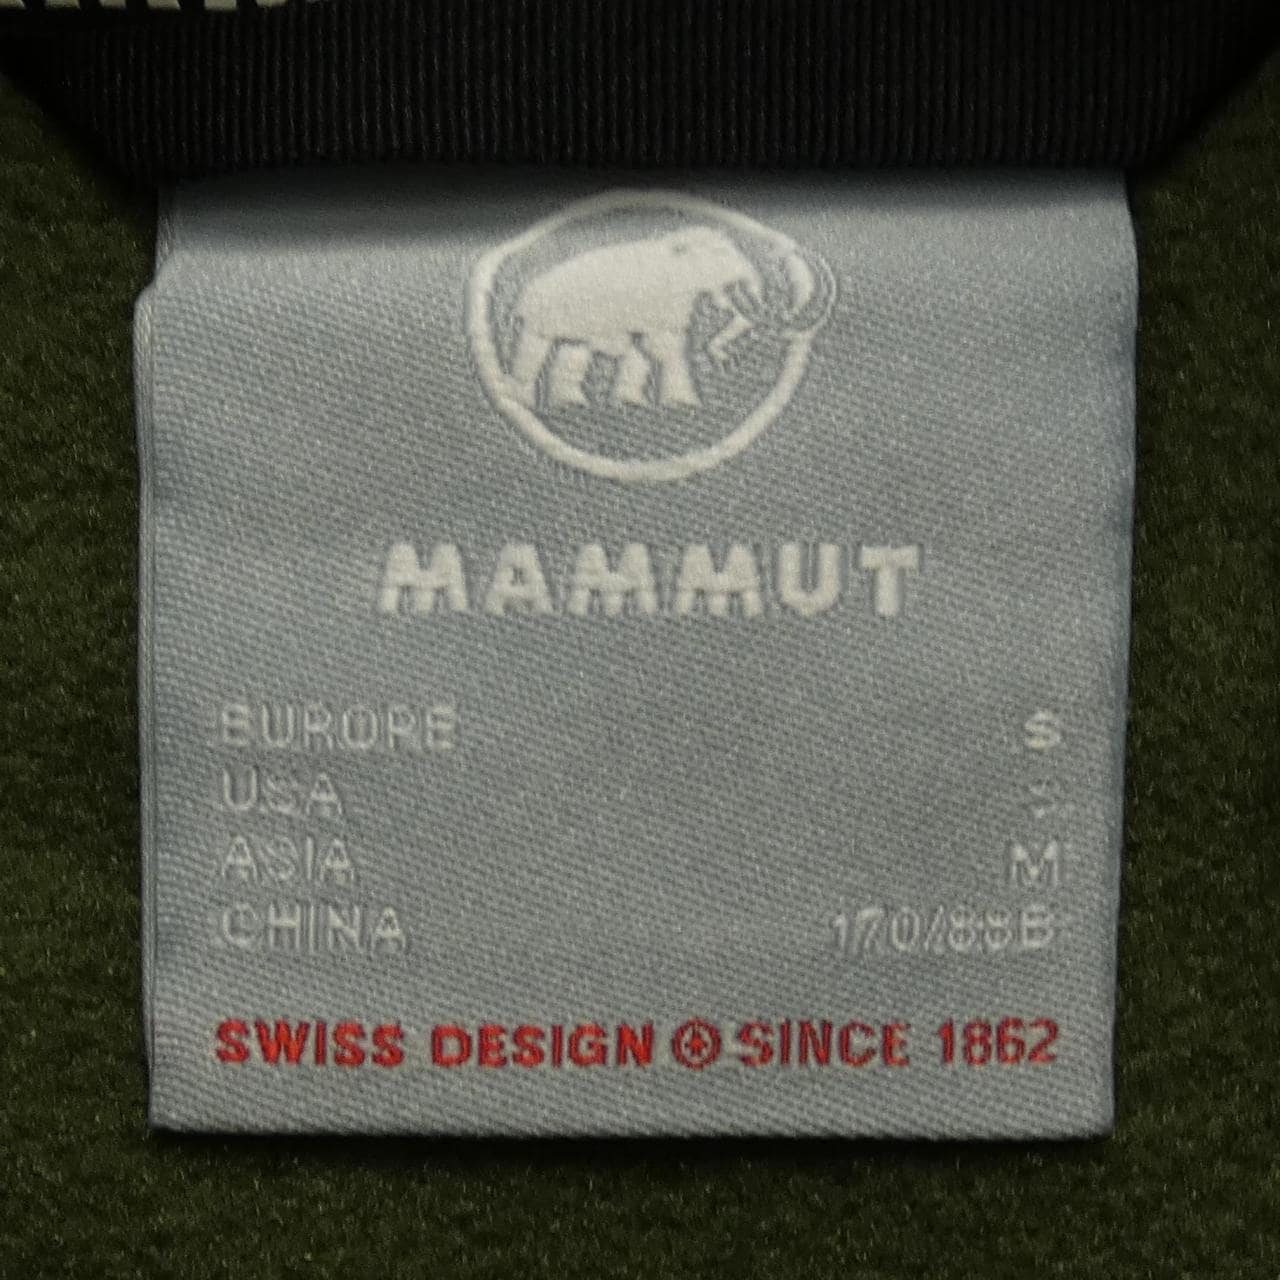 MAMMUT
EUROPE S
USA S
ASIA M
CHINA 170/88B
SWISS DESIGN SINCE 1862